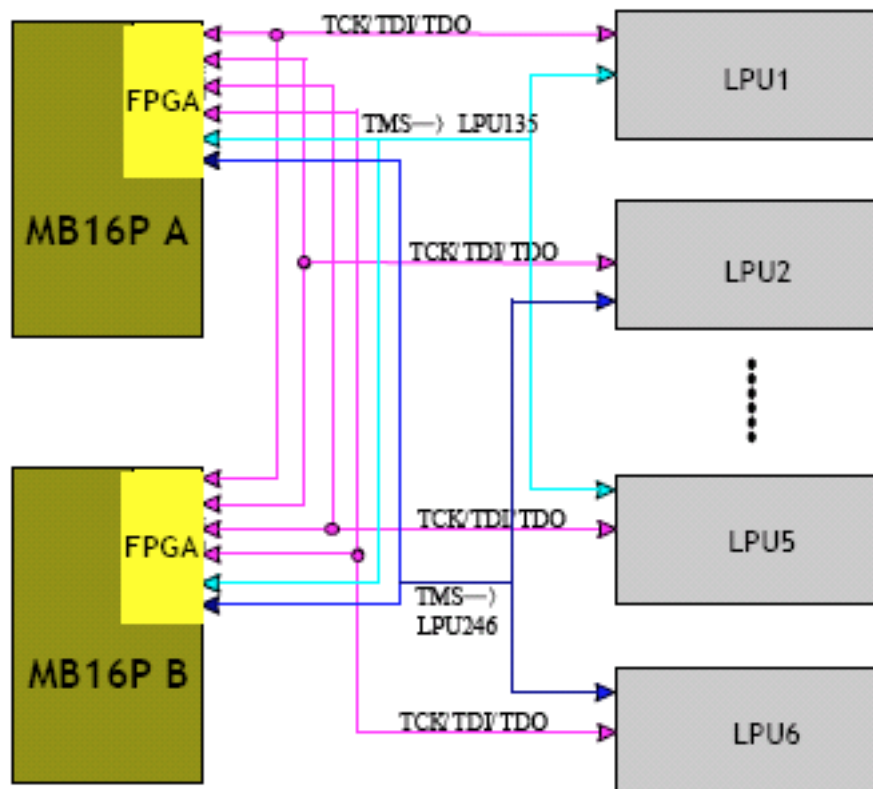 TCK/TDI/TDO
LPU1
FPGA
TMS—) LPU135
MB16P A
TCK/TDI/TDO
LPU2
TCK/TDI/TDO
LPU5
FPGA
TMS—)
LPU246
MB16P B
TCK/TDI/TDO
LPU6